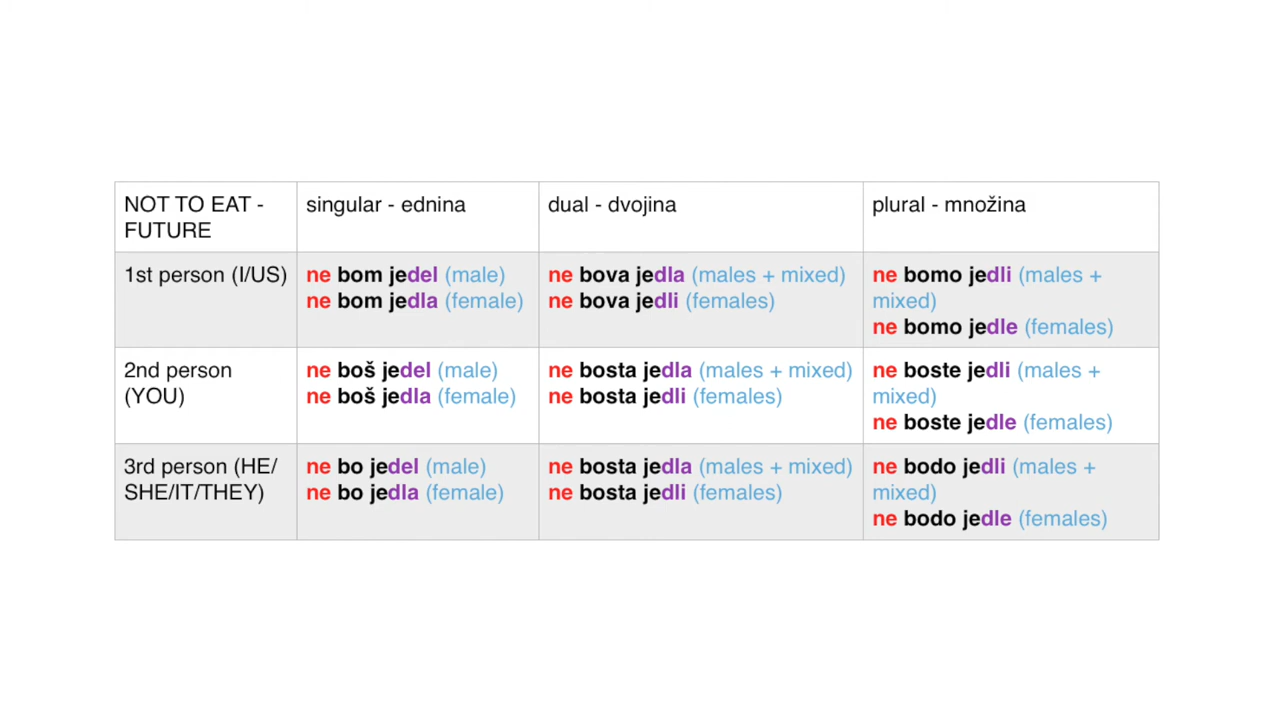 NOT TO EAT -
FUTURE
singular - ednina
dual - dvojina
plural - množina
1st person (I/US)
ne bom jedel (male)
ne bom jedla (female)
ne bova jedla (males + mixed)
ne bova jedli (females)
ne bomo jedli (males +
mixed)
ne bomo jedle (females)
2nd person
(YOU)
ne boš jedel (male)
ne boš jedla (female)
ne bosta jedla (males + mixed)
ne bosta jedli (females)
ne boste jedli (males +
mixed)
ne boste jedle (females)
3rd person (HE/
SHE/IT/THEY)
ne bo jedel (male)
ne bo jedla (female)
ne bosta jedla (males + mixed)
ne bosta jedli (females)
ne bodo jedli (males +
mixed)
ne bodo jedle (females)